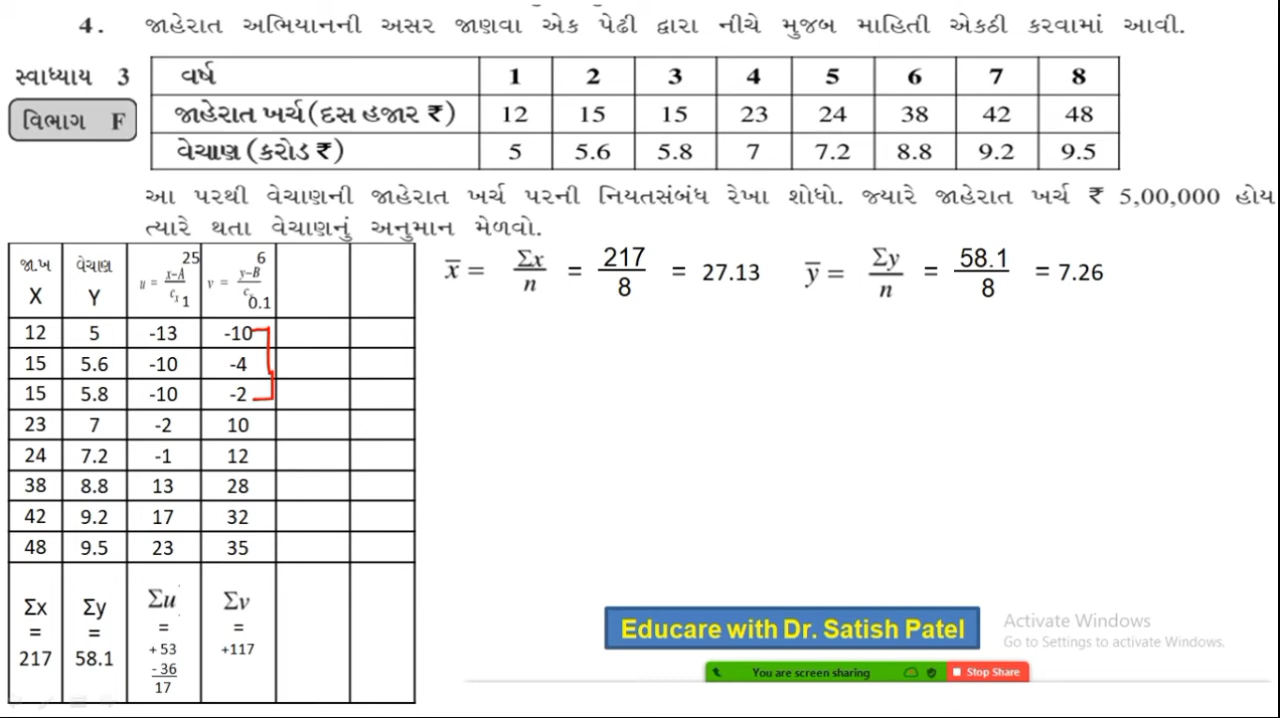 4. જાહેરાત અભિયાનની અસર જાણવા એક પેઢી દ્વારા નીચે મુજબ માહિતી એકઠી કરવામાં આવી.
સ્વાધ્યાય 3
વિભાગ F
વર્ષ 1 2 3 4 5 6 7 8
જાહેરાત ખર્ચ (દસ હજાર ₹) 12 15 15 23 24 38 42 48
વેચાણ (કરોડ ₹) 5 5.6 5.8 7 7.2 8.8 9.2 9.5
આ પરથી વેચાણની જાહેરાત ખર્ચ પરની નિયતસંબંધ રેખા શોધો. જ્યારે જાહેરાત ખર્ચ ₹ 5,00,000 હોય
ત્યારે થતા વેચાણનું અનુમાન મેળવો.
જા.ખ X વેચાણ Y u = x-A / cx 25 1 v = y-B / c 6 0.1
12 5 -13 -10
15 5.6 -10 -4
15 5.8 -10 -2
23 7 -2 10
24 7.2 -1 12
38 8.8 13 28
42 9.2 17 32
48 9.5 23 35
Σx = 217 Σy = 58.1 Σu = + 53 - 36 17 Σv = +117
x̅ = Σx / n = 217 / 8 = 27.13 y̅ = Σy / n = 58.1 / 8 = 7.26
Educare with Dr. Satish Patel
Activate Windows
Go to Settings to activate Windows.
You are screen sharing Stop Share